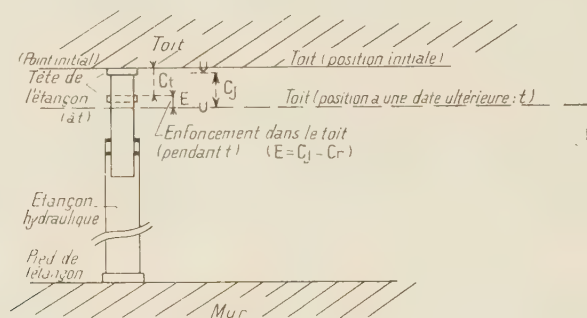 Toit
(Point initial)
Toit (position initiale)
Tête de
l'étançon
(à t)
Ct
E
Cj
Toit (position a une date ultérieure : t)
Enfoncement dans le toit
(pendant t) (E = Cj – Cr)
Etançon
hydraulique
Pied de
l'étançon
Mur